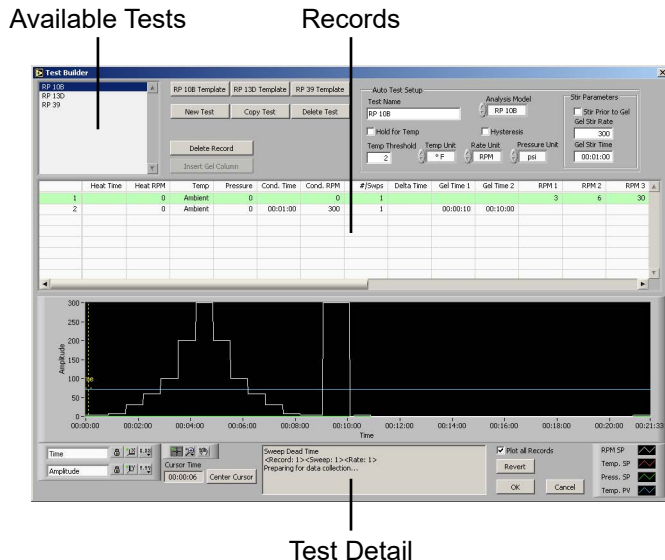 Available Tests
Records
Test Builder
RP 10B
RP 13D
RP 39
RP 10B Template RP 13D Template RP 39 Template
New Test Copy Test Delete Test
Delete Record
Insert Gel Column
Auto Test Setup
Test Name
RP 10B
Analysis Model
RP 10B
Hold for Temp
Hysteresis
Temp Threshold Temp Unit Rate Unit Pressure Unit
2 ° F RPM psi
Stir Parameters
Stir Prior to Gel
Gel Stir Rate
300
Gel Stir Time
00:01:00
Heat Time Heat RPM Temp Pressure Cond. Time Cond. RPM #/Swps Delta Time Gel Time 1 Gel Time 2 RPM 1 RPM 2 RPM 3
1 0 Ambient 0 0 1 3 6 30
2 0 Ambient 0 00:01:00 300 1 00:00:10 00:10:00
Amplitude
300
250
200
150
100
50
0
00:00:00 00:02:00 00:04:00 00:06:00 00:08:00 00:10:00 00:12:00 00:14:00 00:16:00 00:18:00 00:20:00 00:21:33
Time
Time
Amplitude
Cursor Time
00:00:06 Center Cursor
Sweep Dead Time
<Record: 1><Sweep: 1><Rate: 1>
Preparing for data collection...
Plot all Records
Revert
OK Cancel
RPM SP
Temp. SP
Press. SP
Temp. PV
Test Detail